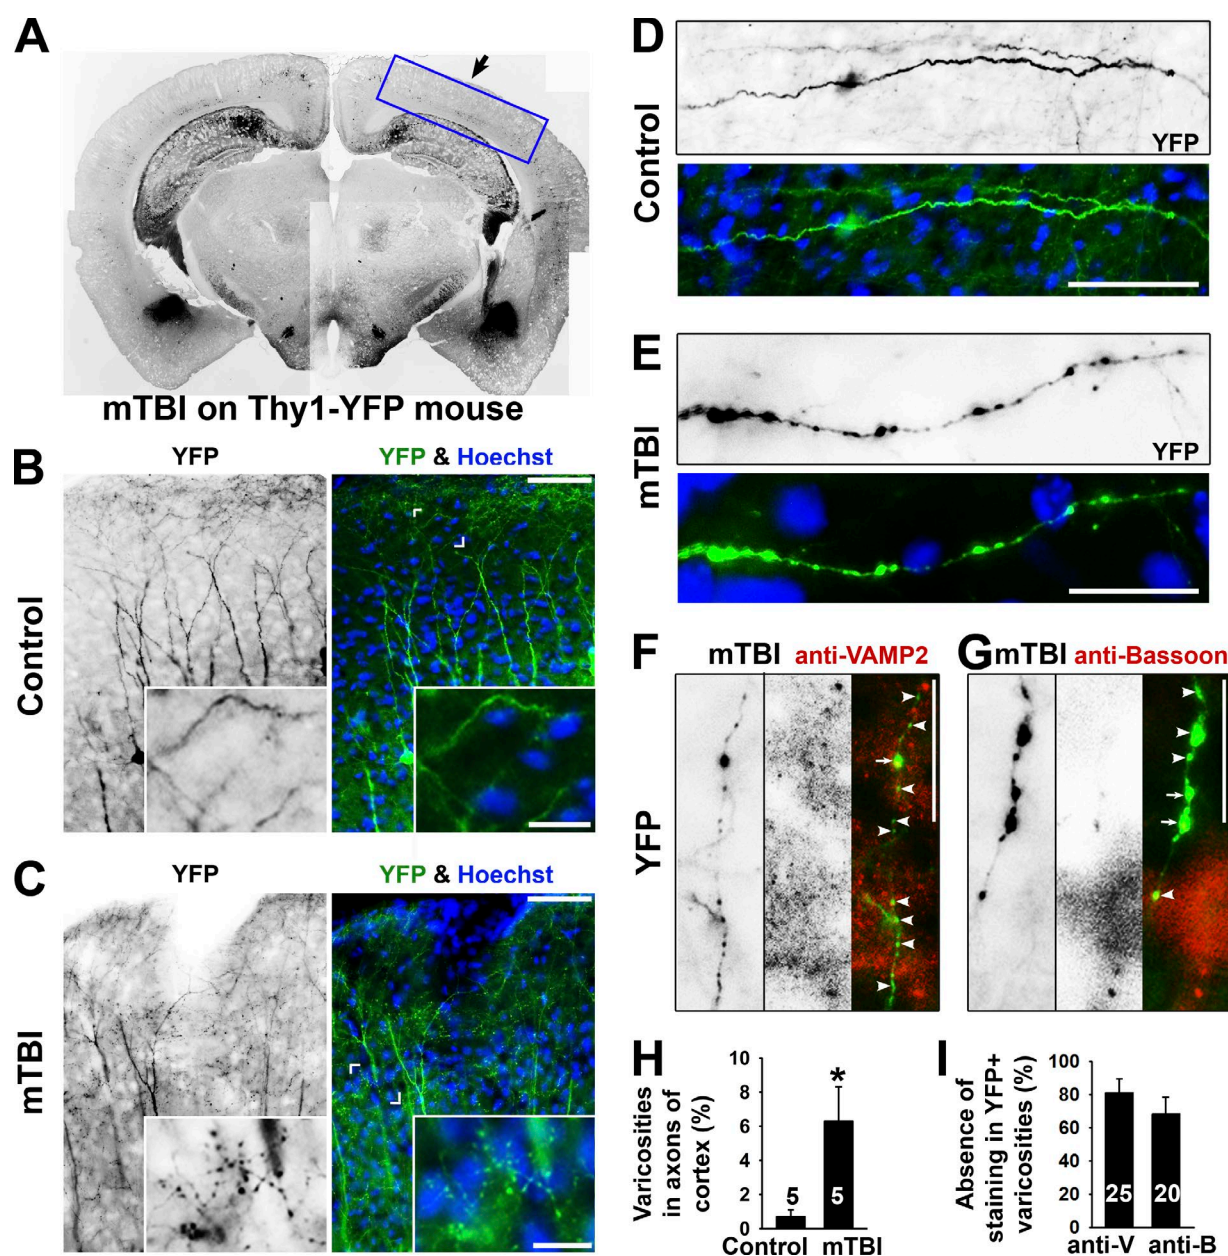 A
mTBI on Thy1-YFP mouse
B
YFP
YFP & Hoechst
Control
C
YFP
YFP & Hoechst
mTBI
D
Control
YFP
E
mTBI
YFP
F
mTBI anti-VAMP2
YFP
G
mTBI anti-Bassoon
H
Varicosities
in axons of
cortex (%)
10
8
6
4
2
0
5
*
5
Control mTBI
I
Absence of
staining in YFP+
varicosities (%)
100
80
60
40
20
0
25
20
anti-V anti-B